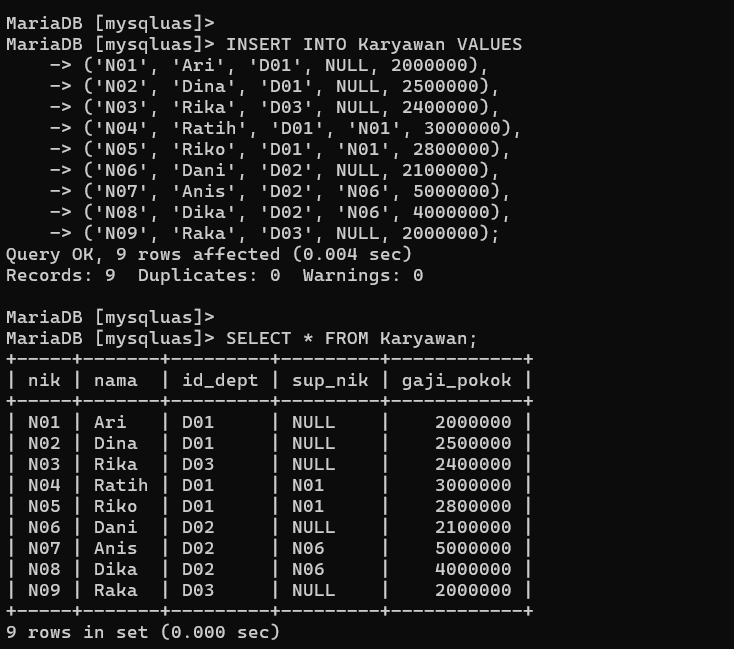 MariaDB [mysqluas]>
MariaDB [mysqluas]> INSERT INTO Karyawan VALUES
    -> ('N01', 'Ari', 'D01', NULL, 2000000),
    -> ('N02', 'Dina', 'D01', NULL, 2500000),
    -> ('N03', 'Rika', 'D03', NULL, 2400000),
    -> ('N04', 'Ratih', 'D01', 'N01', 3000000),
    -> ('N05', 'Riko', 'D01', 'N01', 2800000),
    -> ('N06', 'Dani', 'D02', NULL, 2100000),
    -> ('N07', 'Anis', 'D02', 'N06', 5000000),
    -> ('N08', 'Dika', 'D02', 'N06', 4000000),
    -> ('N09', 'Raka', 'D03', NULL, 2000000);
Query OK, 9 rows affected (0.004 sec)
Records: 9  Duplicates: 0  Warnings: 0

MariaDB [mysqluas]>
MariaDB [mysqluas]> SELECT * FROM Karyawan;
+-----+-------+---------+---------+------------+
| nik | nama  | id_dept | sup_nik | gaji_pokok |
+-----+-------+---------+---------+------------+
| N01 | Ari   | D01     | NULL    |    2000000 |
| N02 | Dina  | D01     | NULL    |    2500000 |
| N03 | Rika  | D03     | NULL    |    2400000 |
| N04 | Ratih | D01     | N01     |    3000000 |
| N05 | Riko  | D01     | N01     |    2800000 |
| N06 | Dani  | D02     | NULL    |    2100000 |
| N07 | Anis  | D02     | N06     |    5000000 |
| N08 | Dika  | D02     | N06     |    4000000 |
| N09 | Raka  | D03     | NULL    |    2000000 |
+-----+-------+---------+---------+------------+
9 rows in set (0.000 sec)